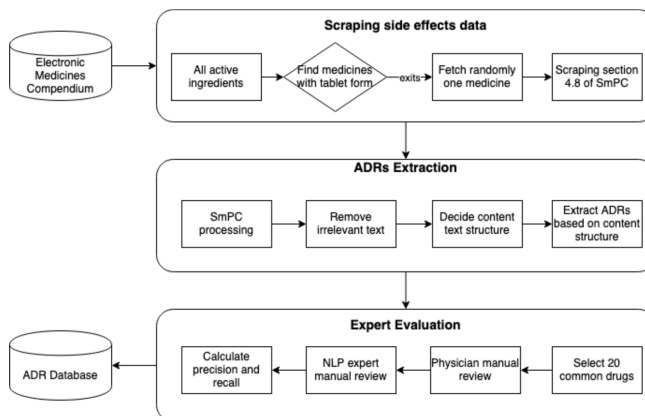 Scraping side effects data
Electronic
Medicines
Compendium
All active
ingredients
Find medicines
with tablet form
exits
Fetch randomly
one medicine
Scraping section
4.8 of SmPC
ADRs Extraction
SmPC
processing
Remove
irrelevant text
Decide content
text structure
Extract ADRs
based on content
structure
Expert Evaluation
ADR Database
Calculate
precision and
recall
NLP expert
manual review
Physician manual
review
Select 20
common drugs